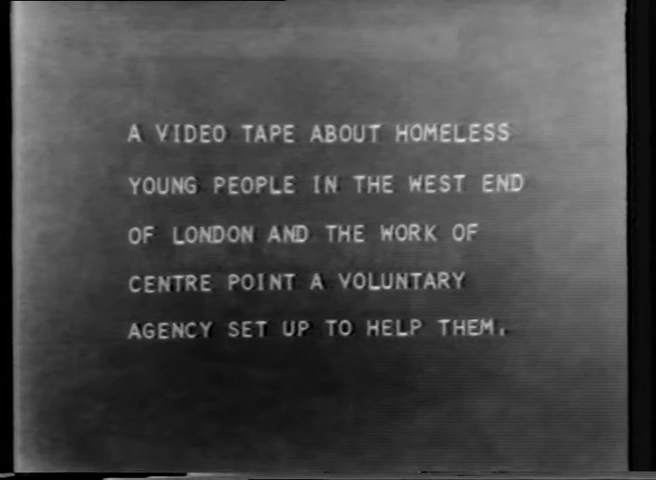 A VIDEO TAPE ABOUT HOMELESS
YOUNG PEOPLE IN THE WEST END
OF LONDON AND THE WORK OF
CENTRE POINT A VOLUNTARY
AGENCY SET UP TO HELP THEM.